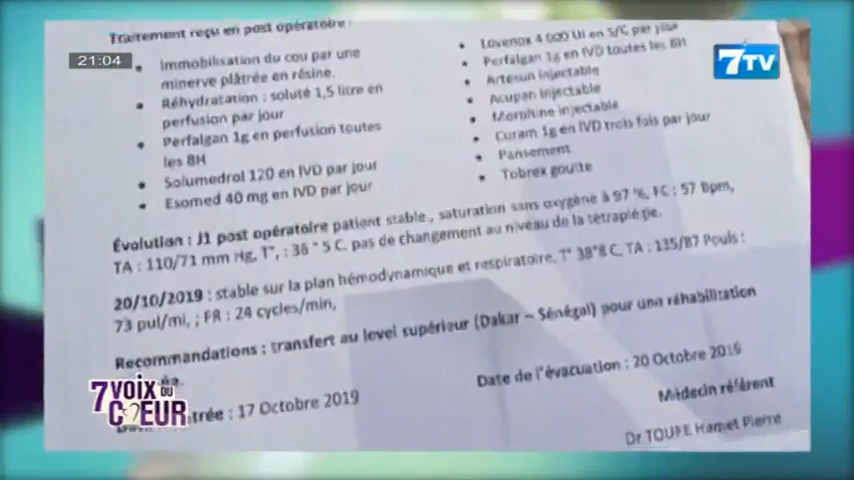 21:04
7TV
Traitement reçu en post opératoire :
• Immobilisation du cou par une
minerve plâtrée en résine.
• Réhydratation : soluté 1,5 litre en
perfusion par jour
• Perfalgan 1g en perfusion toutes
les 8H
• Solumedrol 120 en IVD par jour
• Esomed 40 mg en IVD par jour
• Lovenox 4 000 UI en S/C par jour
• Perfalgan 1g en IVD toutes les 8H
• Artesun injectable
• Acupan injectable
• Morphine injectable
• Curam 1g en IVD trois fois par jour
• Pansement
• Tobrex goutte
Évolution : J1 post opératoire patient stable., saturation sans oxygène à 97 %, FC : 57 Bpm,
TA : 110/71 mm Hg, T°, : 36 ° 5 C. pas de changement au niveau de la tétraplégie.
20/10/2019 : stable sur la plan hémodynamique et respiratoire. T° 38°8 C, TA : 135/87 Pouls :
73 pul/mi, ; FR : 24 cycles/min,
Recommandations : transfert au level supérieur (Dakar – Sénégal) pour une réhabilitation
trée : 17 Octobre 2019
Date de l'évacuation : 20 Octobre 2019
Médecin référent
Dr TOUPE Hamet Pierre
7 VOIX DU
CŒUR